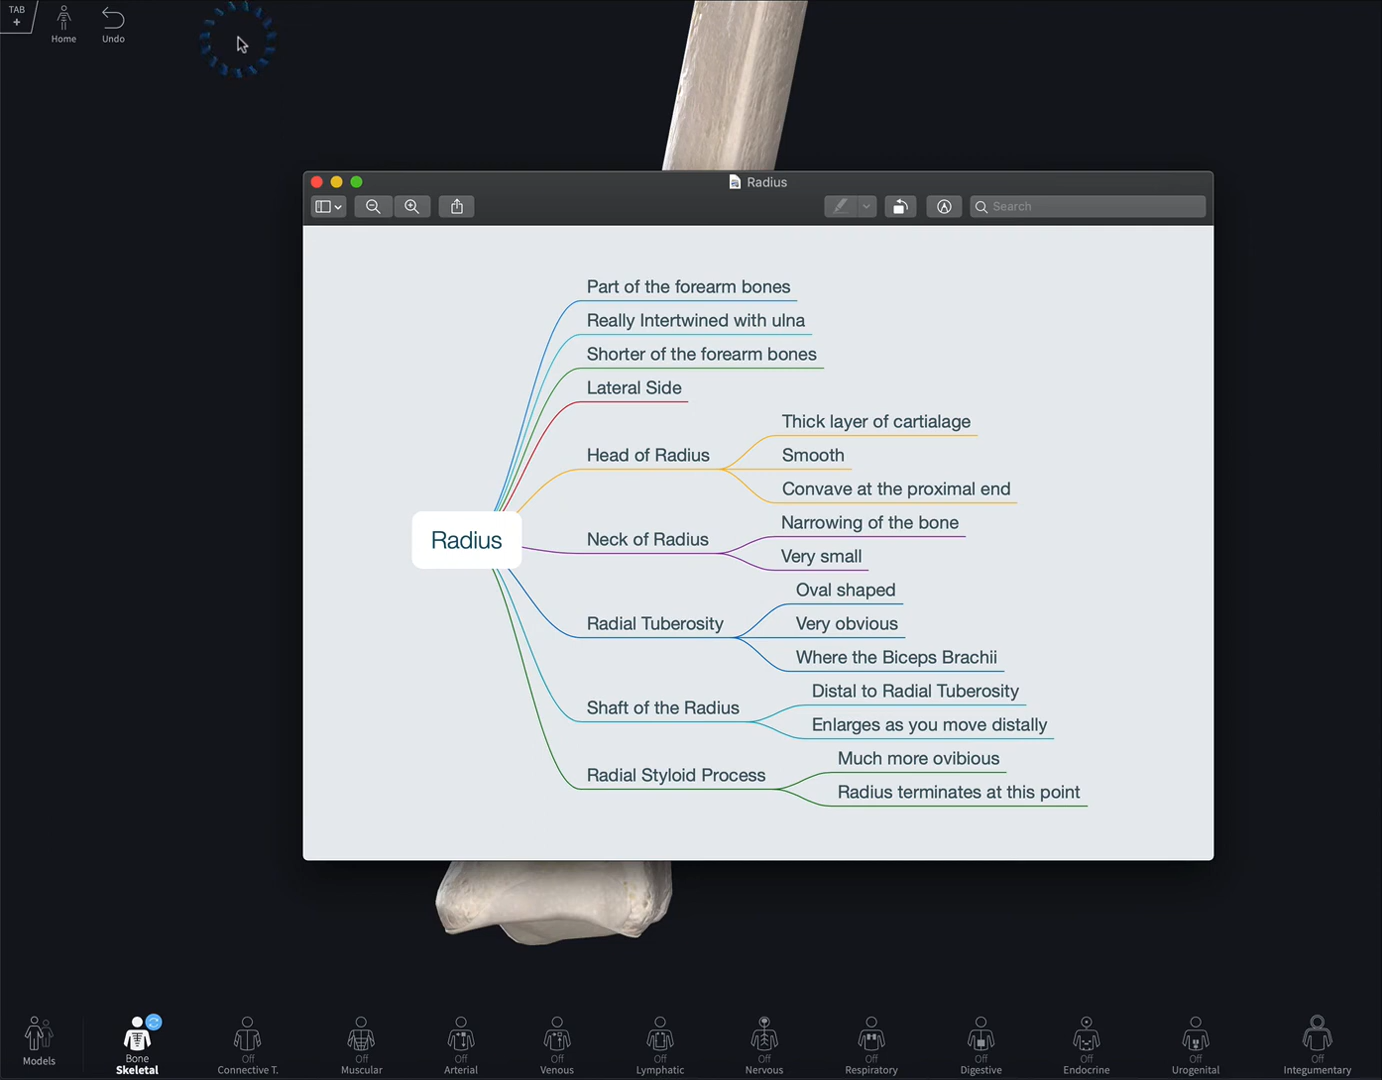 TAB
+
Home
Undo
Radius
Search
Part of the forearm bones
Really Intertwined with ulna
Shorter of the forearm bones
Lateral Side
Thick layer of cartialage
Head of Radius
Smooth
Convave at the proximal end
Radius
Neck of Radius
Narrowing of the bone
Very small
Oval shaped
Radial Tuberosity
Very obvious
Where the Biceps Brachii
Distal to Radial Tuberosity
Shaft of the Radius
Enlarges as you move distally
Much more ovibious
Radial Styloid Process
Radius terminates at this point
Models
Bone
Skeletal
Off
Connective T.
Off
Muscular
Off
Arterial
Off
Venous
Off
Lymphatic
Off
Nervous
Off
Respiratory
Off
Digestive
Off
Endocrine
Off
Urogenital
Off
Integumentary